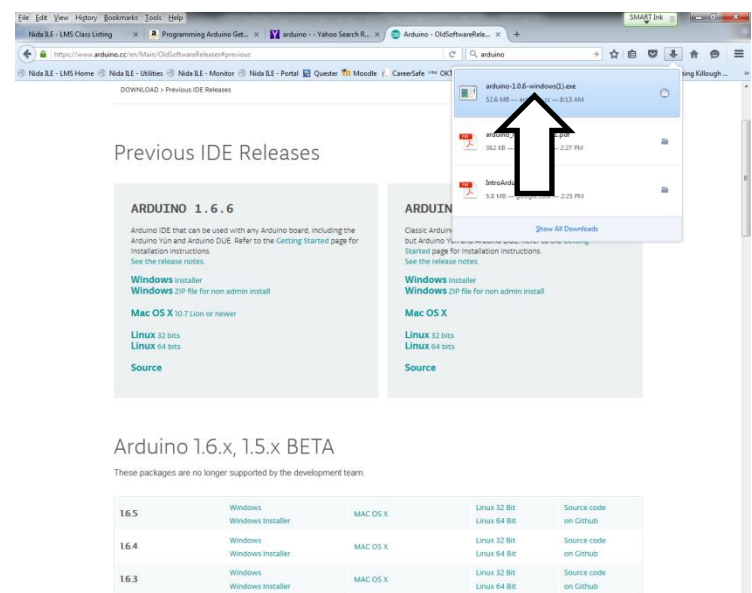 File Edit View History Bookmarks Tools Help
SMART Ink
Nida ILE - LMS Class Listing
Programming Arduino Get...
arduino - - Yahoo Search R...
Arduino - OldSoftwareRele...
https://www.arduino.cc/en/Main/OldSoftwareReleases#previous
arduino
Nida ILE - LMS Home Nida ILE - Utilities Nida ILE - Monitor Nida ILE - Portal Quester Moodle CareerSafe
ing Killough ...
DOWNLOAD > Previous IDE Releases
arduino-1.0.6-windows(1).exe
52.6 MB — 8:13 AM
382 KB — 2:27 PM
5.8 MB — 2:25 PM
Show All Downloads
Previous IDE Releases
ARDUINO 1.6.6
Arduino IDE that can be used with any Arduino board, including the
Arduino Yún and Arduino DUE. Refer to the Getting Started page for
Installation instructions.
See the release notes.
Windows Installer
Windows ZIP file for non admin install
Mac OS X 10.7 Lion or newer
Linux 32 bits
Linux 64 bits
Source
ARDUIN
Classic Arduin
but Arduino
Started page for Installation instructions.
See the release notes.
Windows Installer
Windows ZIP file for non admin install
Mac OS X
Linux 32 bits
Linux 64 bits
Source
Arduino 1.6.x, 1.5.x BETA
These packages are no longer supported by the development team.
1.6.5 Windows MAC OS X Linux 32 Bit Source code
Windows Installer Linux 64 Bit on Github
1.6.4 Windows MAC OS X Linux 32 Bit Source code
Windows Installer Linux 64 Bit on Github
1.6.3 Windows MAC OS X Linux 32 Bit Source code
Windows Installer Linux 64 Bit on Github